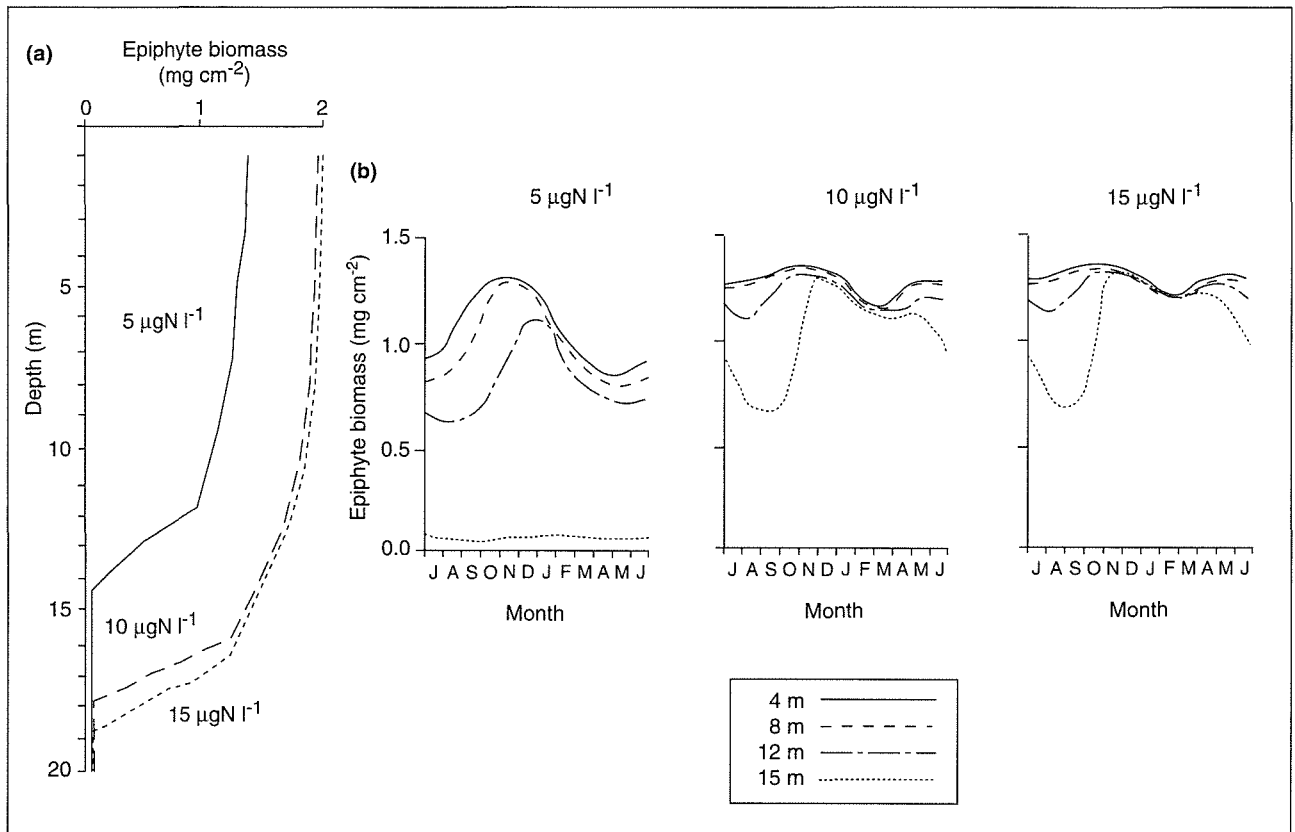 (a)
Epiphyte biomass
(mg cm-2)
0 1 2
Depth (m)
5
10
15
20
5 µgN l-1
10 µgN l-1
15 µgN l-1
(b)
5 µgN l-1
10 µgN l-1
15 µgN l-1
Epiphyte biomass (mg cm-2)
1.5
1.0
0.5
0.0
J A S O N D J F M A M J
Month
J A S O N D J F M A M J
Month
J A S O N D J F M A M J
Month
4 m
8 m
12 m
15 m